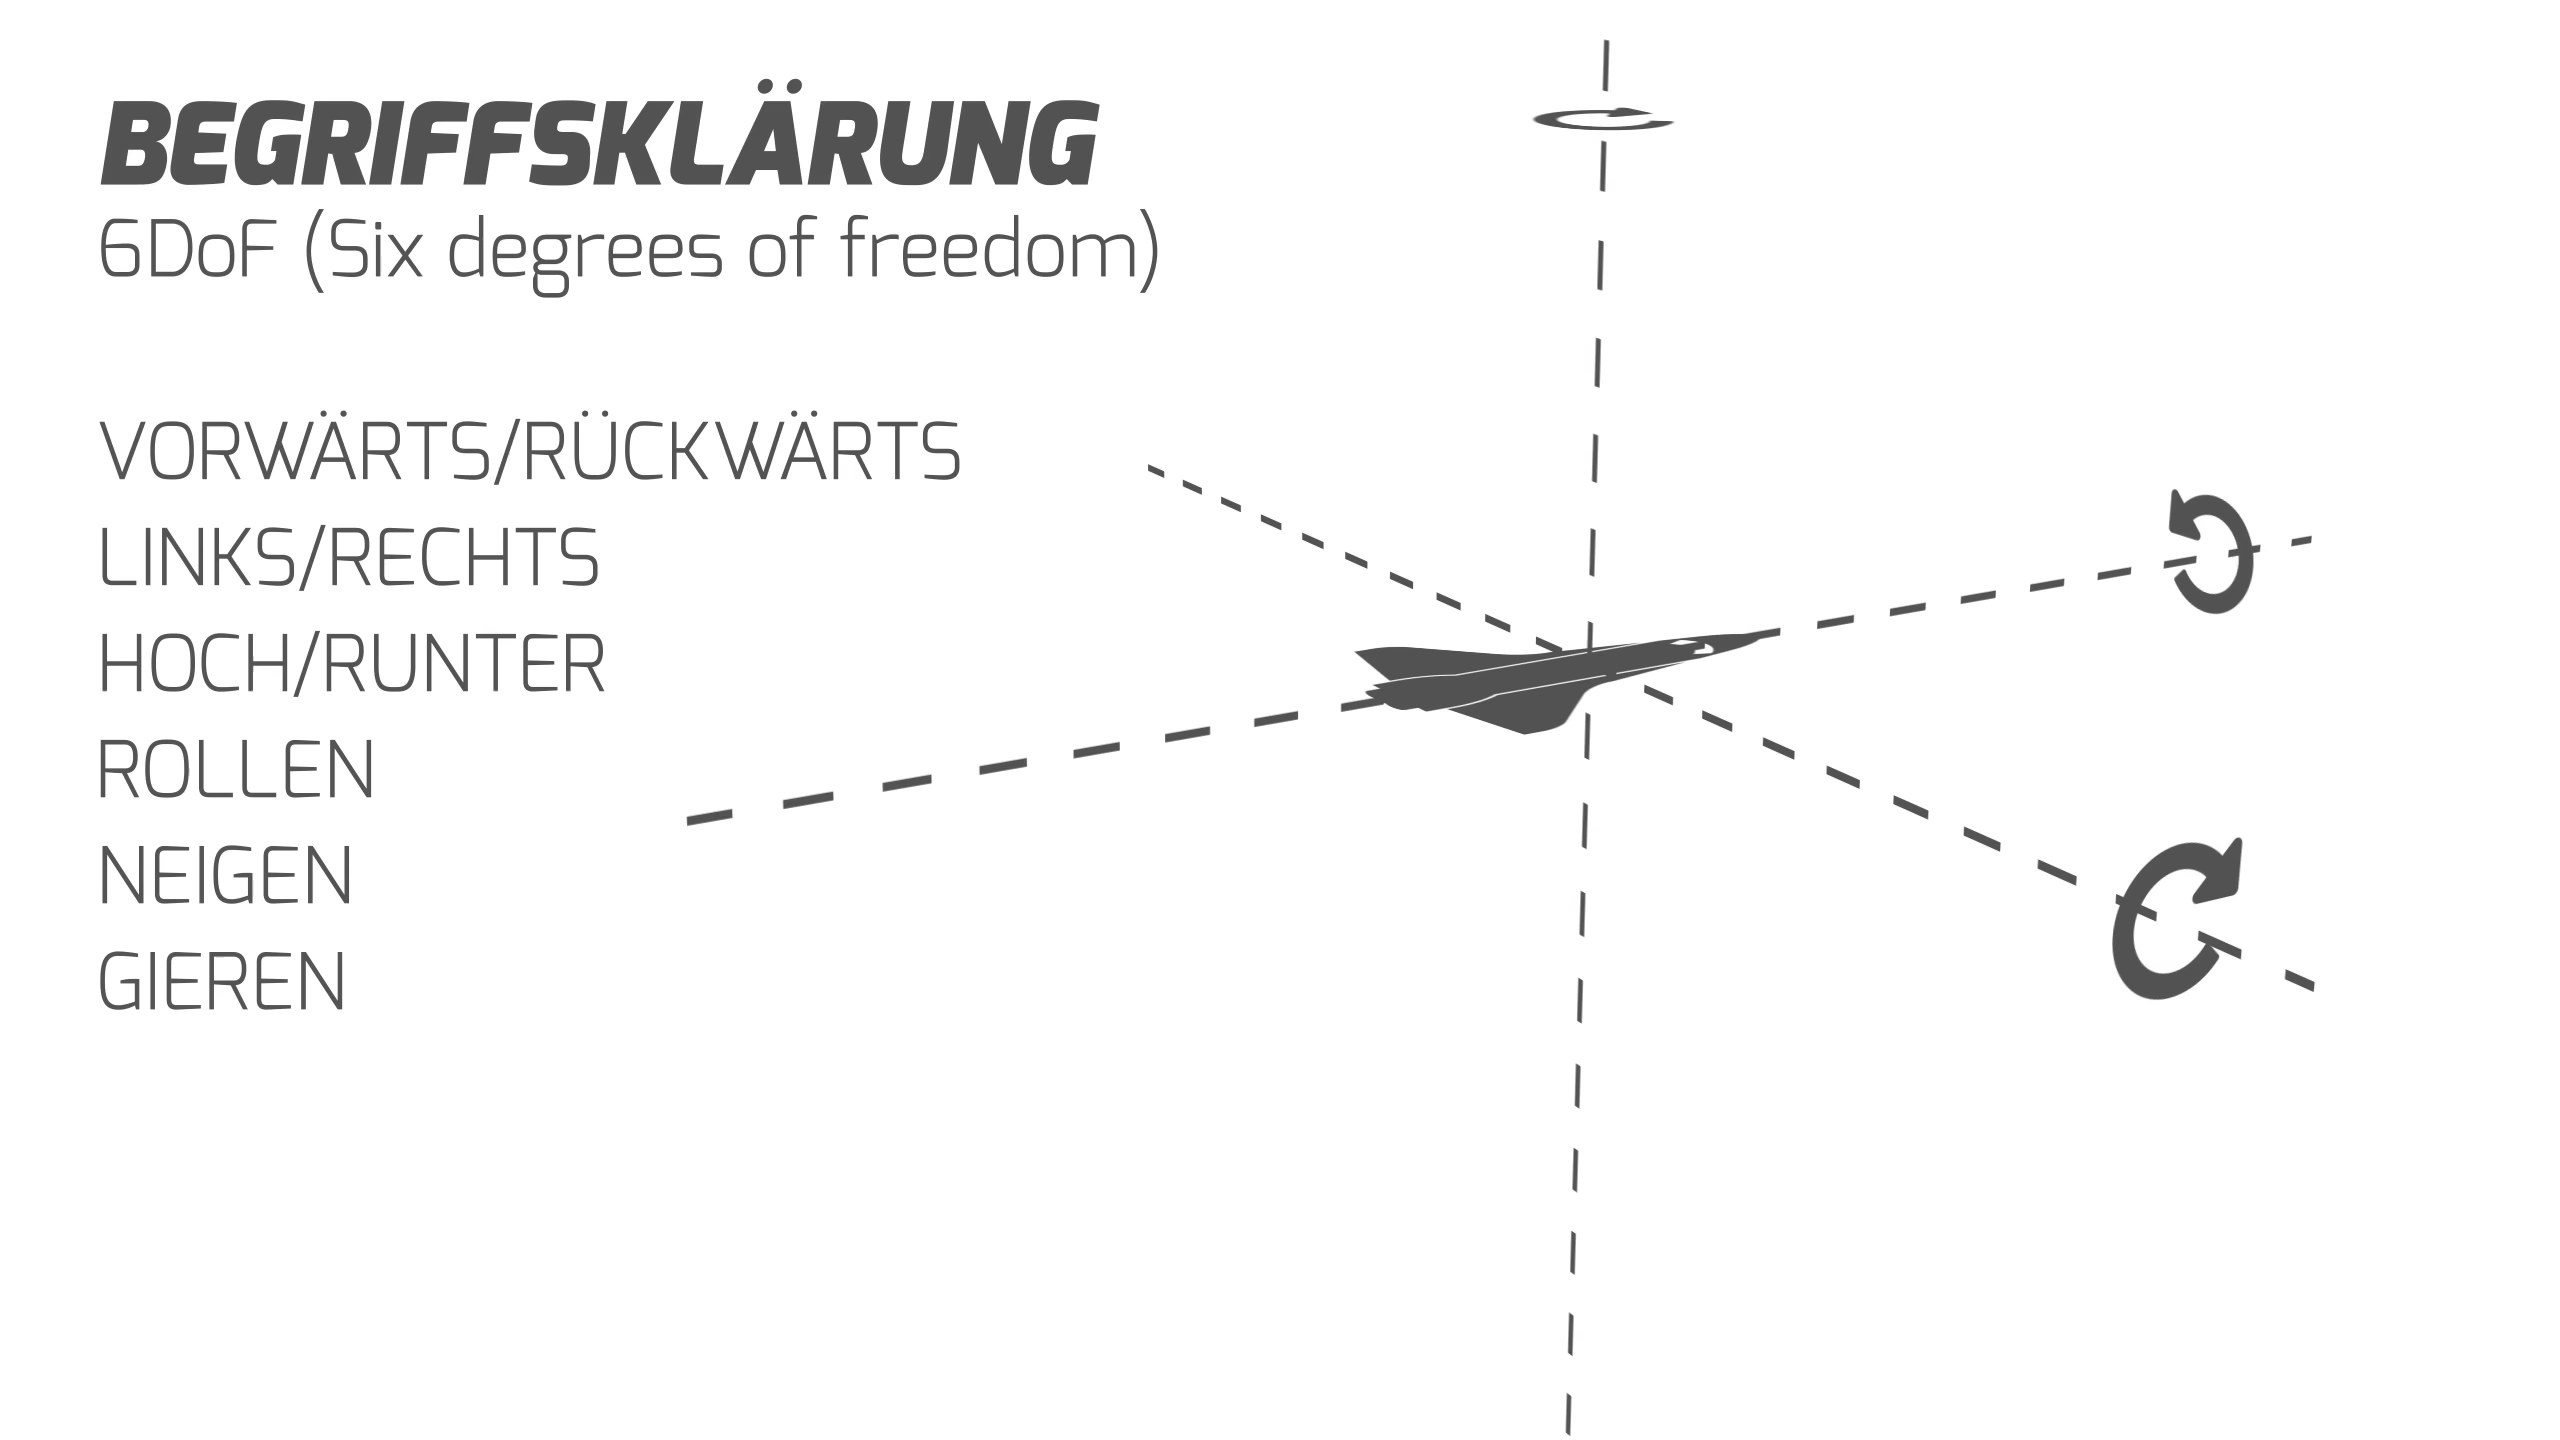 BEGRIFFSKLÄRUNG
6DoF (Six degrees of freedom)
VORWÄRTS/RÜCKWÄRTS
LINKS/RECHTS
HOCH/RUNTER
ROLLEN
NEIGEN
GIEREN